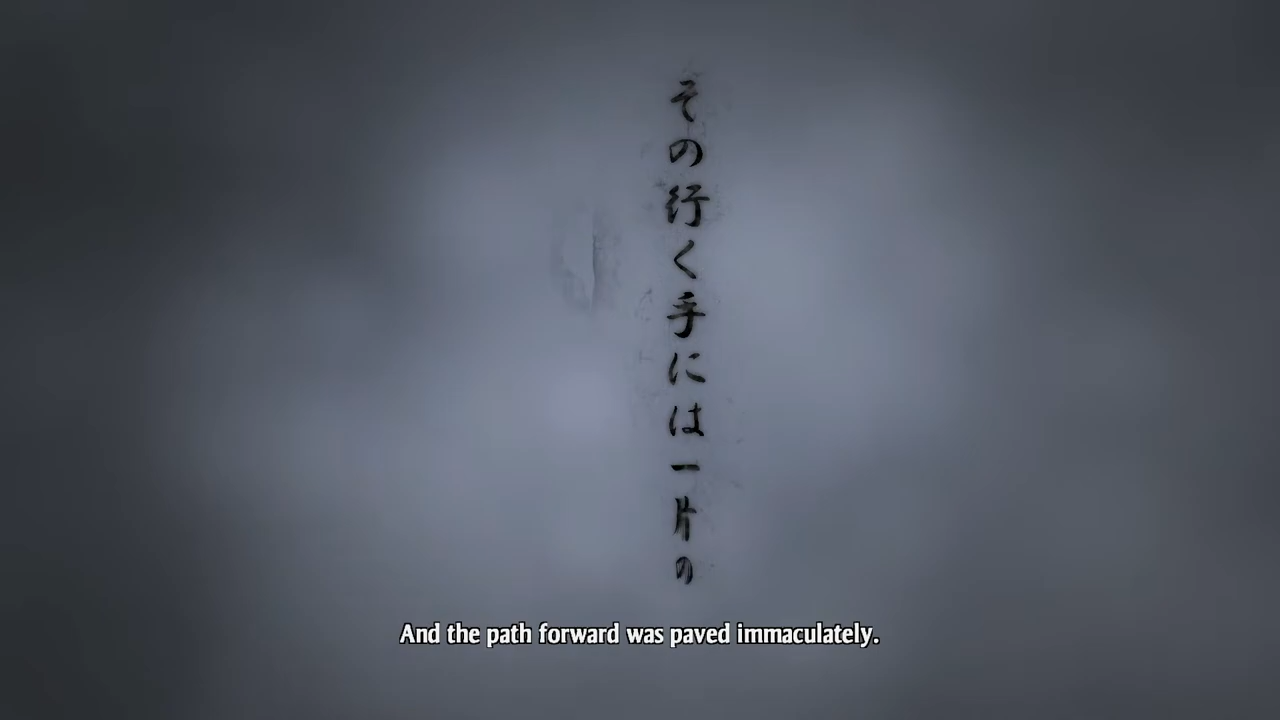 その行く手には一片の
And the path forward was paved immaculately.